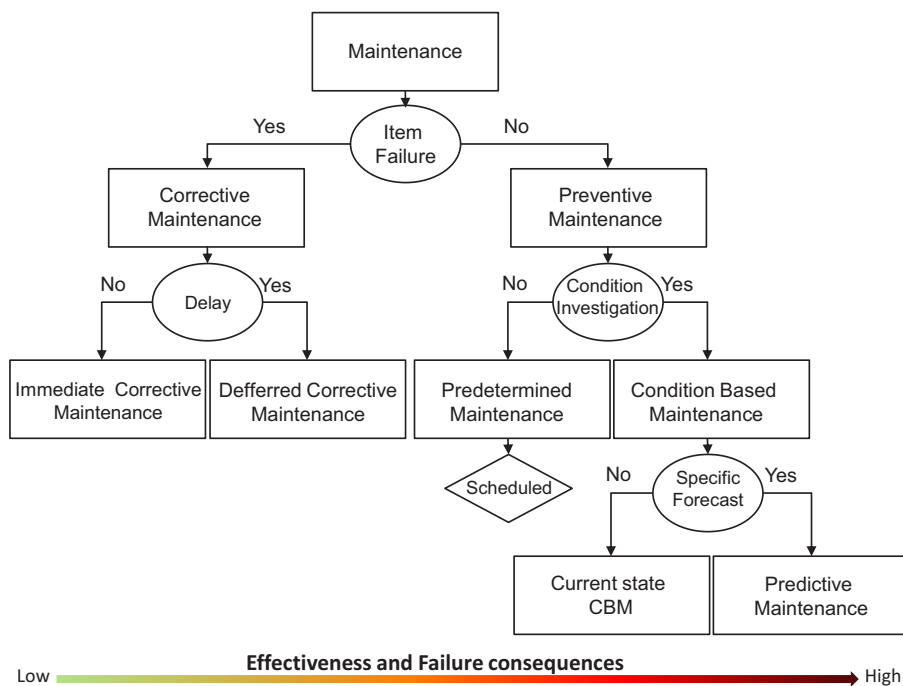 Maintenance
Yes
Item
Failure
No
Corrective
Maintenance
Preventive
Maintenance
No
Delay
Yes
No
Condition
Investigation
Yes
Immediate Corrective
Maintenance
Defferred Corrective
Maintenance
Predetermined
Maintenance
Condition Based
Maintenance
Scheduled
No
Specific
Forecast
Yes
Current state
CBM
Predictive
Maintenance
Effectiveness and Failure consequences
Low
High